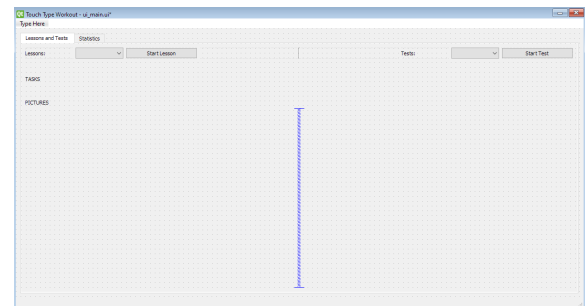 Touch Type Workout - ui_main.ui*
Type Here
Lessons and Tests Statistics
Lessons: Start Lesson Tests: Start Test
TASKS
PICTURES